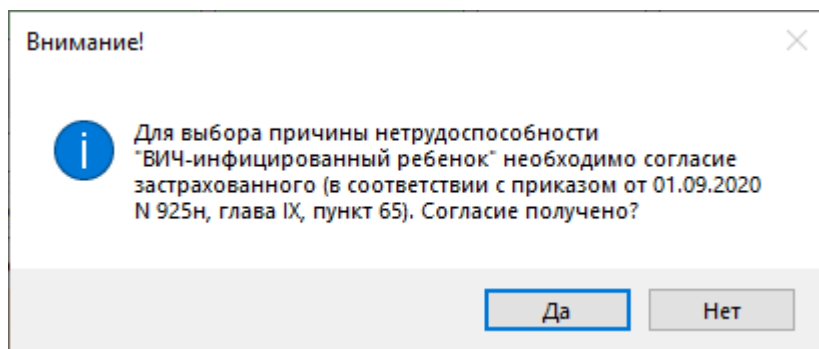 Внимание!
Для выбора причины нетрудоспособности
"ВИЧ-инфицированный ребенок" необходимо согласие
застрахованного (в соответствии с приказом от 01.09.2020
N 925н, глава IX, пункт 65). Согласие получено?
Да
Нет